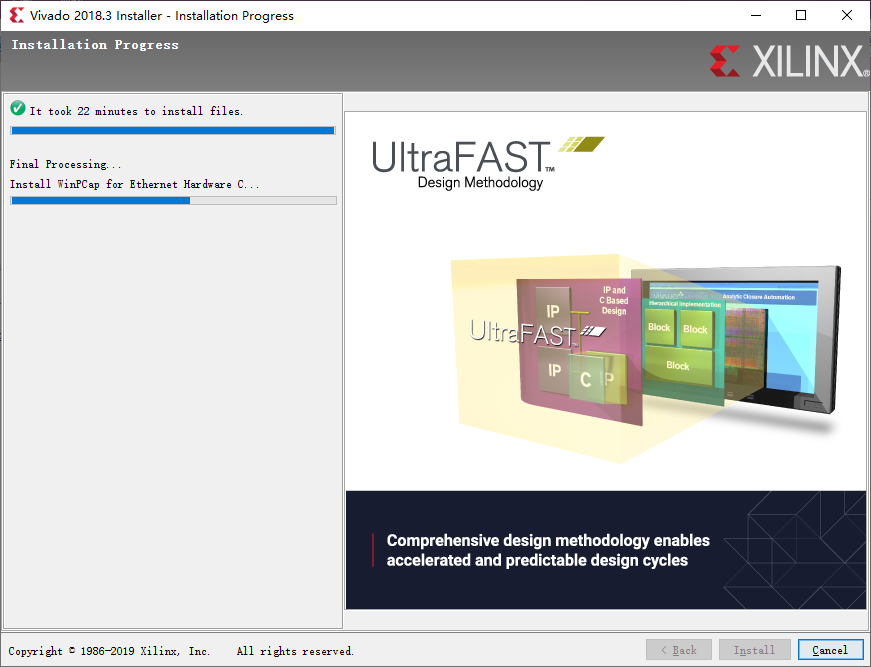 Vivado 2018.3 Installer - Installation Progress
Installation Progress
XILINX®
It took 22 minutes to install files.
Final Processing...
Install WinPCap for Ethernet Hardware C...
UltraFAST™
Design Methodology
IP and
C Based
Design
IP
UltraFAST
IP
C
IP
Analytic Closure Automation
Hierarchical Implementation
Block
Block
Block
Comprehensive design methodology enables
accelerated and predictable design cycles
Copyright © 1986-2019 Xilinx, Inc. All rights reserved.
< Back
Install
Cancel